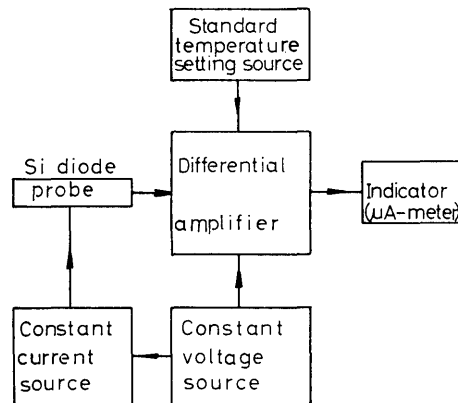 Standard
temperature
setting source
Si diode
probe
Differential
amplifier
Indicator
(μA-meter)
Constant
current
source
Constant
voltage
source